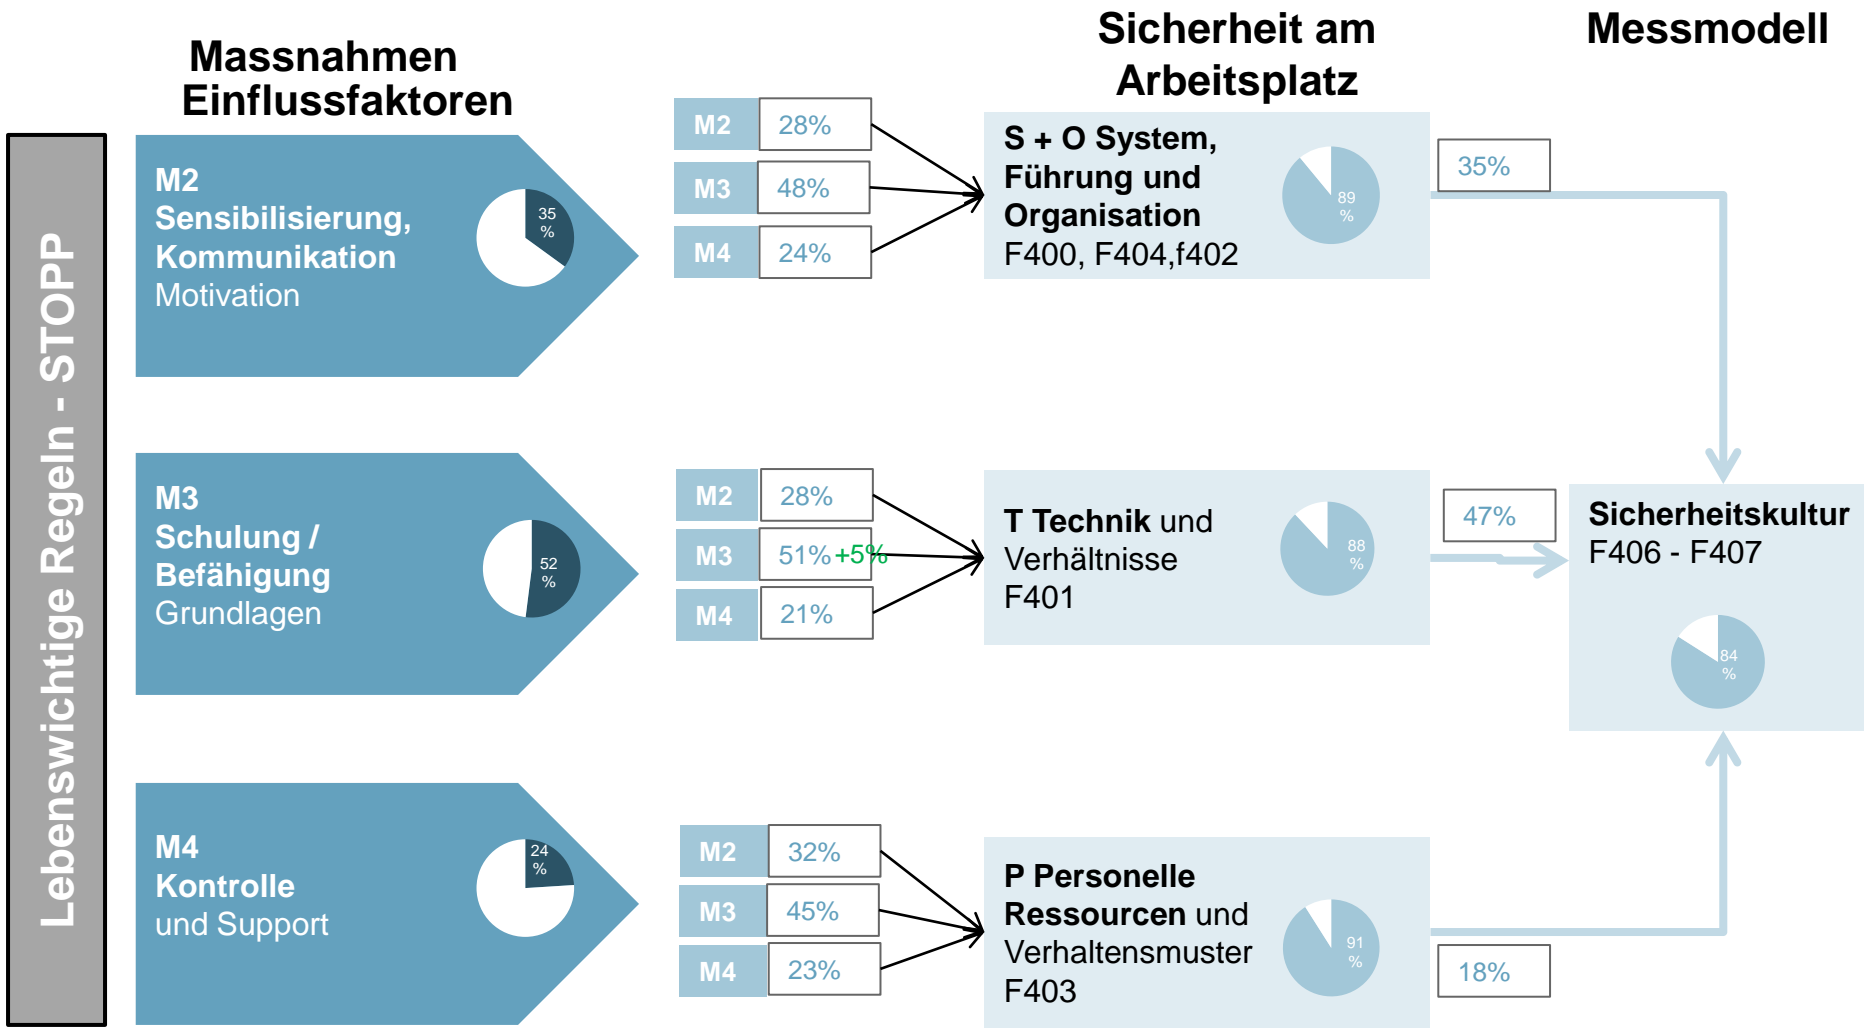 Massnahmen
Einflussfaktoren
Sicherheit am
Arbeitsplatz
Messmodell
Lebenswichtige Regeln - STOPP
M2
Sensibilisierung,
Kommunikation
Motivation
35
%
M2 28%
M3 48%
M4 24%
S + O System,
Führung und
Organisation
F400, F404,f402
89
%
35%
M3
Schulung /
Befähigung
Grundlagen
52
%
M2 28%
M3 51% +5%
M4 21%
T Technik und
Verhältnisse
F401
88
%
47%
Sicherheitskultur
F406 - F407
84
%
M4
Kontrolle
und Support
24
%
M2 32%
M3 45%
M4 23%
P Personelle
Ressourcen und
Verhaltensmuster
F403
91
%
18%